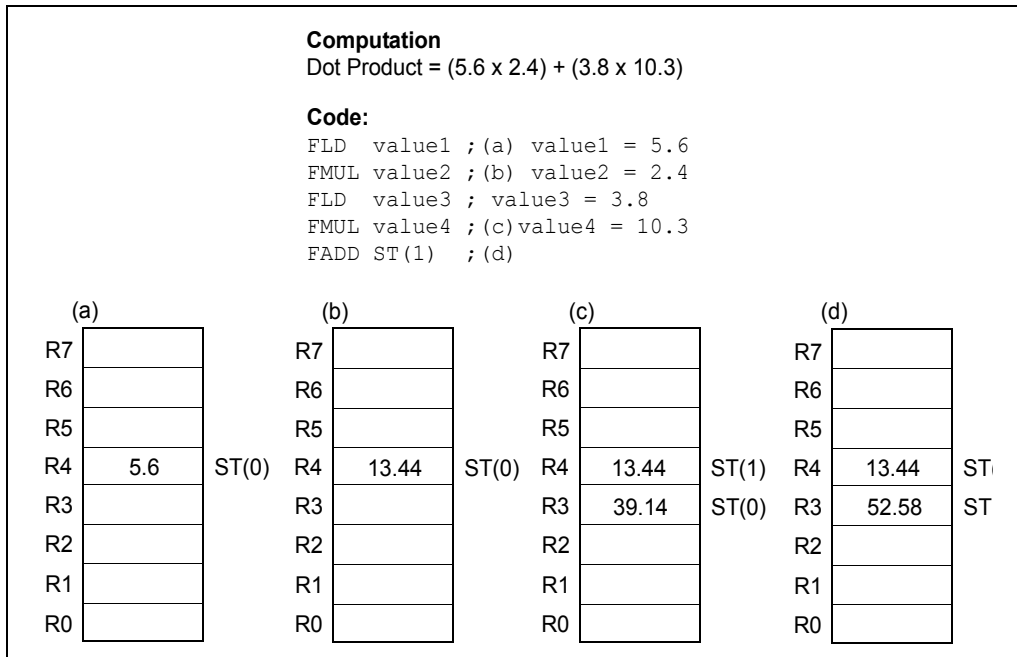 Computation
Dot Product = (5.6 x 2.4) + (3.8 x 10.3)
Code:
FLD value1 ;(a) value1 = 5.6
FMUL value2 ;(b) value2 = 2.4
FLD value3 ; value3 = 3.8
FMUL value4 ;(c)value4 = 10.3
FADD ST(1) ;(d)
(a) (b) (c) (d)
R7 R7 R7 R7
R6 R6 R6 R6
R5 R5 R5 R5
R4 5.6 ST(0) R4 13.44 ST(0) R4 13.44 ST(1) R4 13.44 ST(
R3 R3 R3 39.14 ST(0) R3 52.58 ST
R2 R2 R2 R2
R1 R1 R1 R1
R0 R0 R0 R0